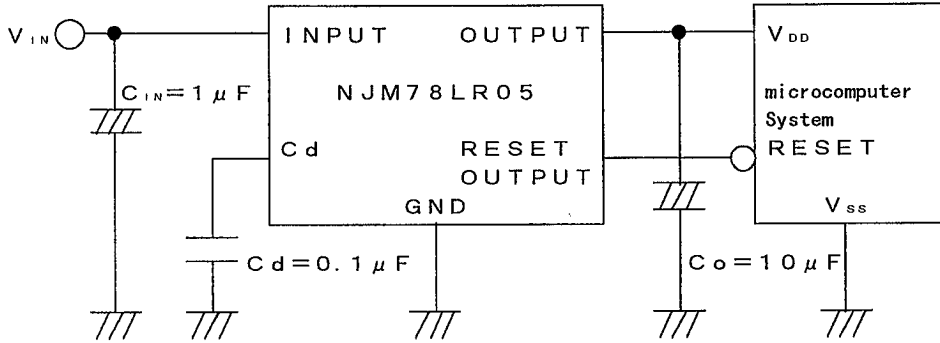 VIN
INPUT
OUTPUT
VDD
CIN=1μF
NJM78LR05
microcomputer
System
Cd
RESET
OUTPUT
RESET
GND
VSS
Cd=0.1μF
Co=10μF